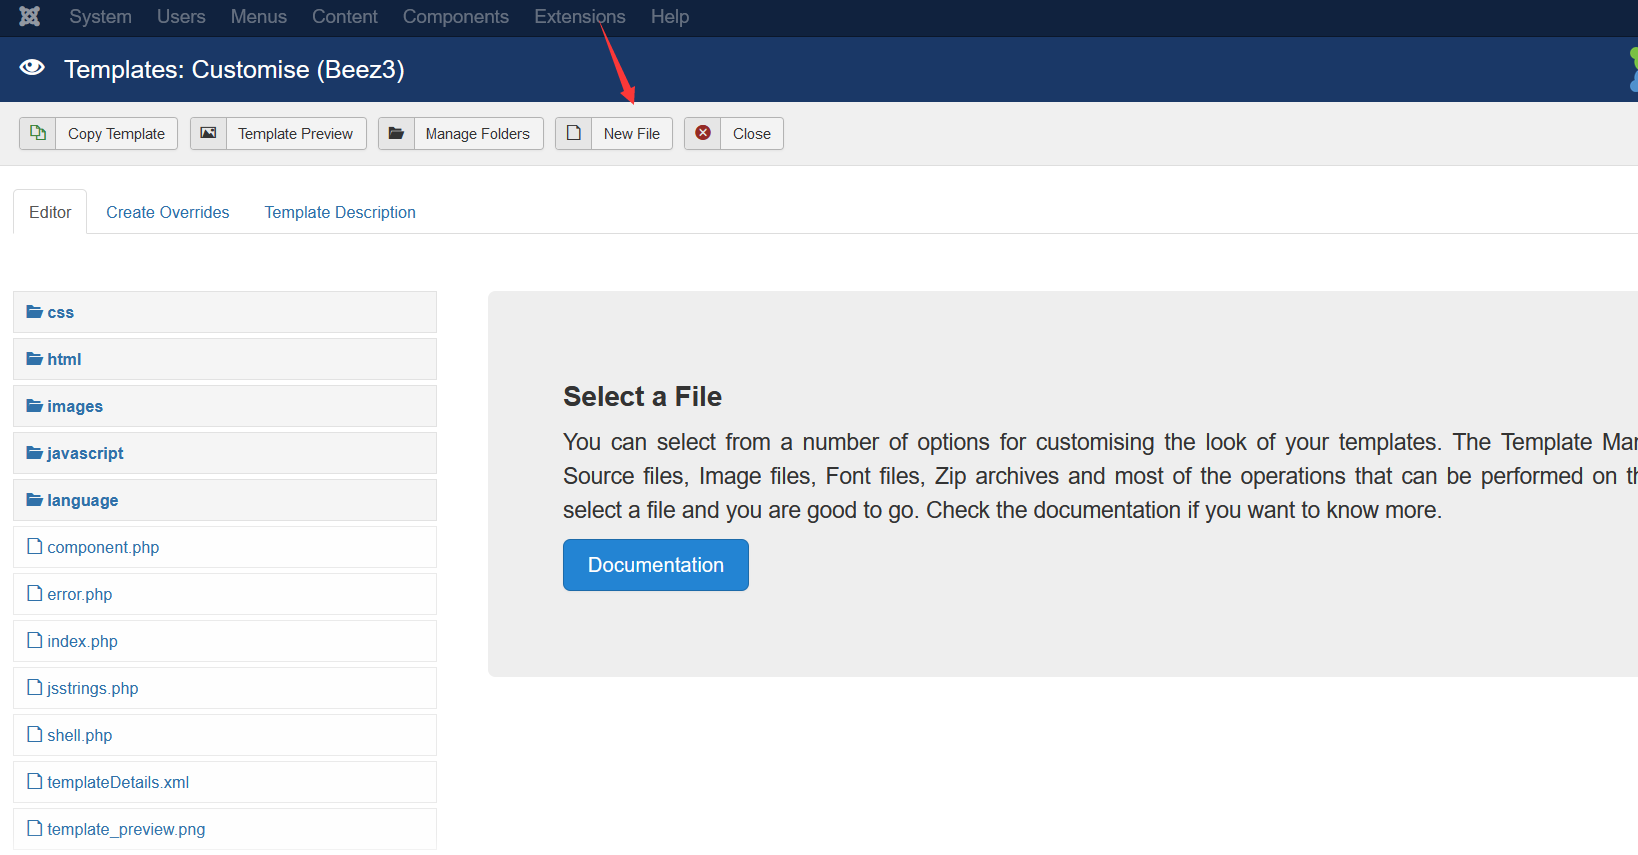 System Users Menus Content Components Extensions Help
Templates: Customise (Beez3)
Copy Template Template Preview Manage Folders New File Close
Editor Create Overrides Template Description
css
html
images
javascript
language
component.php
error.php
index.php
jsstrings.php
shell.php
templateDetails.xml
template_preview.png
Select a File
You can select from a number of options for customising the look of your templates. The Template
Source files, Image files, Font files, Zip archives and most of the operations that can be performed on
select a file and you are good to go. Check the documentation if you want to know more.
Documentation